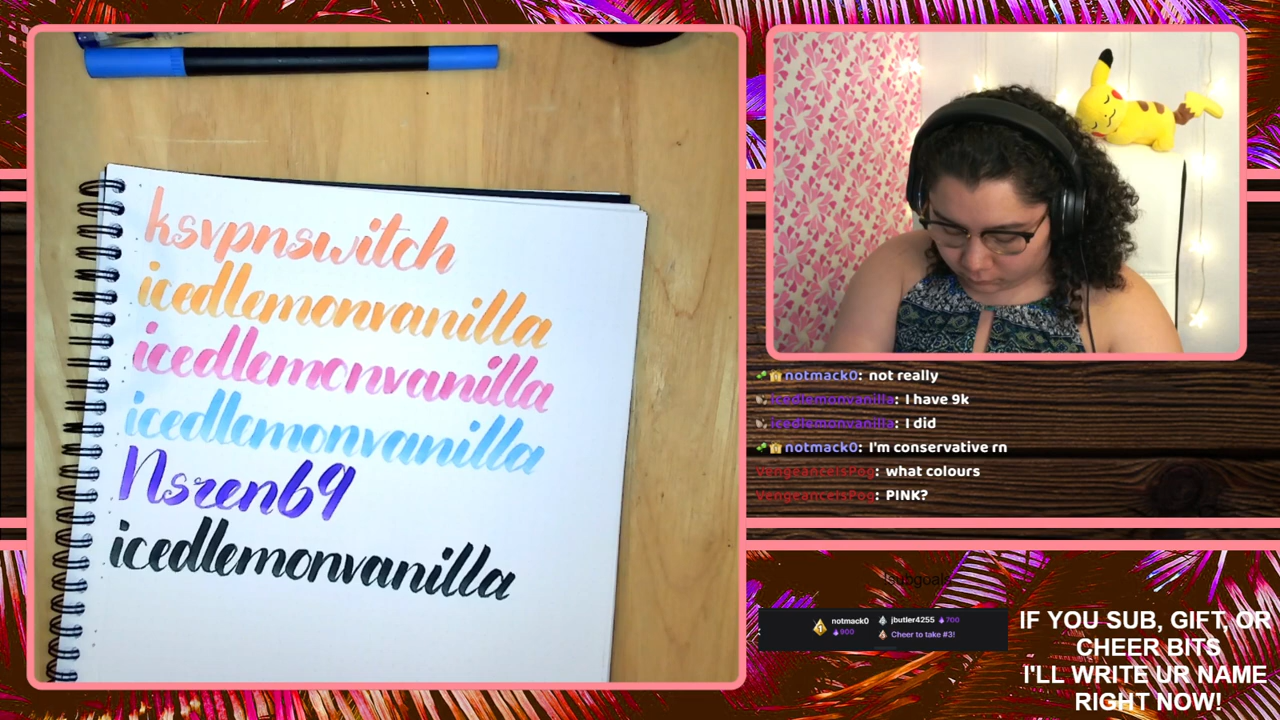 ksvpnswitch
icedlemonvanilla
icedlemonvanilla
icedlemonvanilla
Nsren69
icedlemonvanilla
notmack0: not really
icedlemonvanilla: I have 9k
icedlemonvanilla: I did
notmack0: I'm conservative rn
VengeanceIsPog: what colours
VengeanceIsPog: PINK?
!subgoals
1 notmack0 900
jbutler4255 700
Cheer to take #3!
IF YOU SUB, GIFT, OR
CHEER BITS
I'LL WRITE UR NAME
RIGHT NOW!